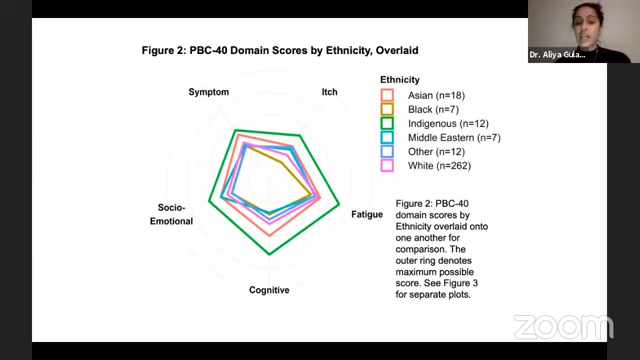 Figure 2: PBC-40 Domain Scores by Ethnicity, Overlaid
Dr. Aliya Gula...
Symptom
Itch
Socio-
Emotional
Fatigue
Cognitive
Ethnicity
Asian (n=18)
Black (n=7)
Indigenous (n=12)
Middle Eastern (n=7)
Other (n=12)
White (n=262)
Figure 2: PBC-40
domain scores by
Ethnicity overlaid onto
one another for
comparison. The
outer ring denotes
maximum possible
score. See Figure 3
for separate plots.
zoom